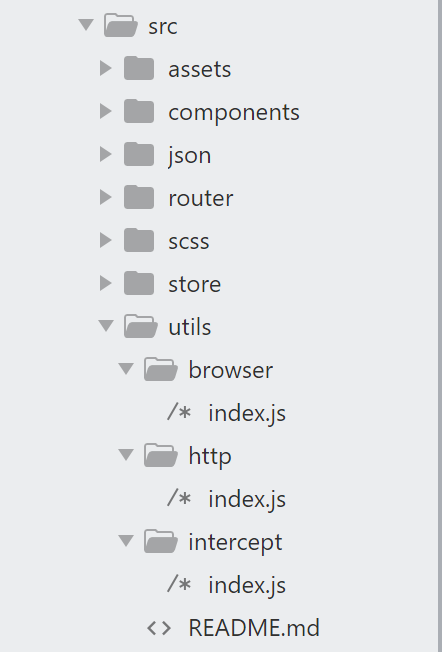 src
assets
components
json
router
scss
store
utils
browser
/* index.js
http
/* index.js
intercept
/* index.js
<> README.md